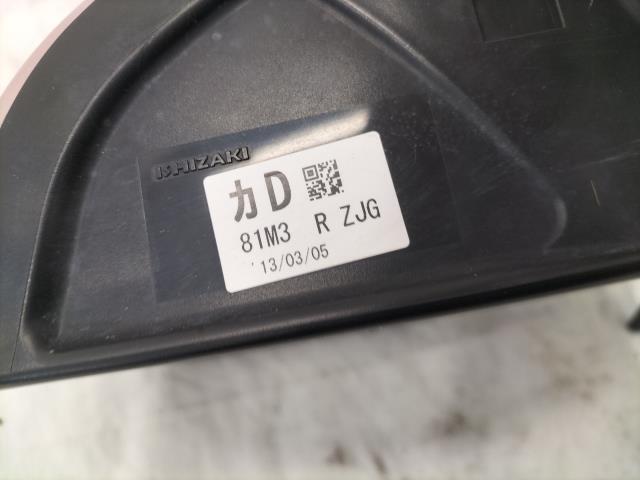 ISHIZAKI
カD
81M3 R ZJG
'13/03/05